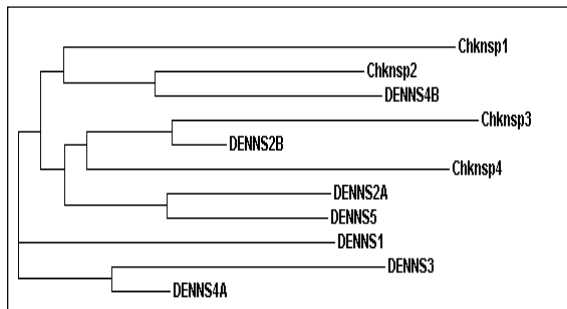 Chknsp1
Chknsp2
DENNS4B
Chknsp3
DENNS2B
Chknsp4
DENNS2A
DENNS5
DENNS1
DENNS3
DENNS4A